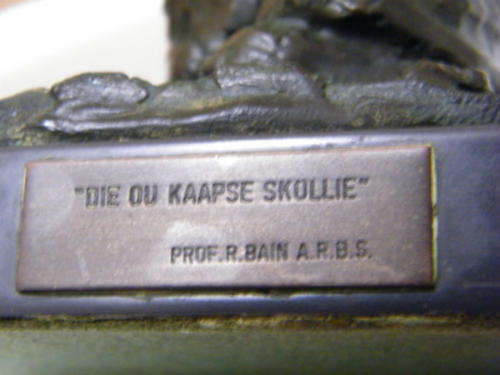 "DIE OU KAAPSE SKOLLIE"
PROF.R.BAIN A.R.B.S.